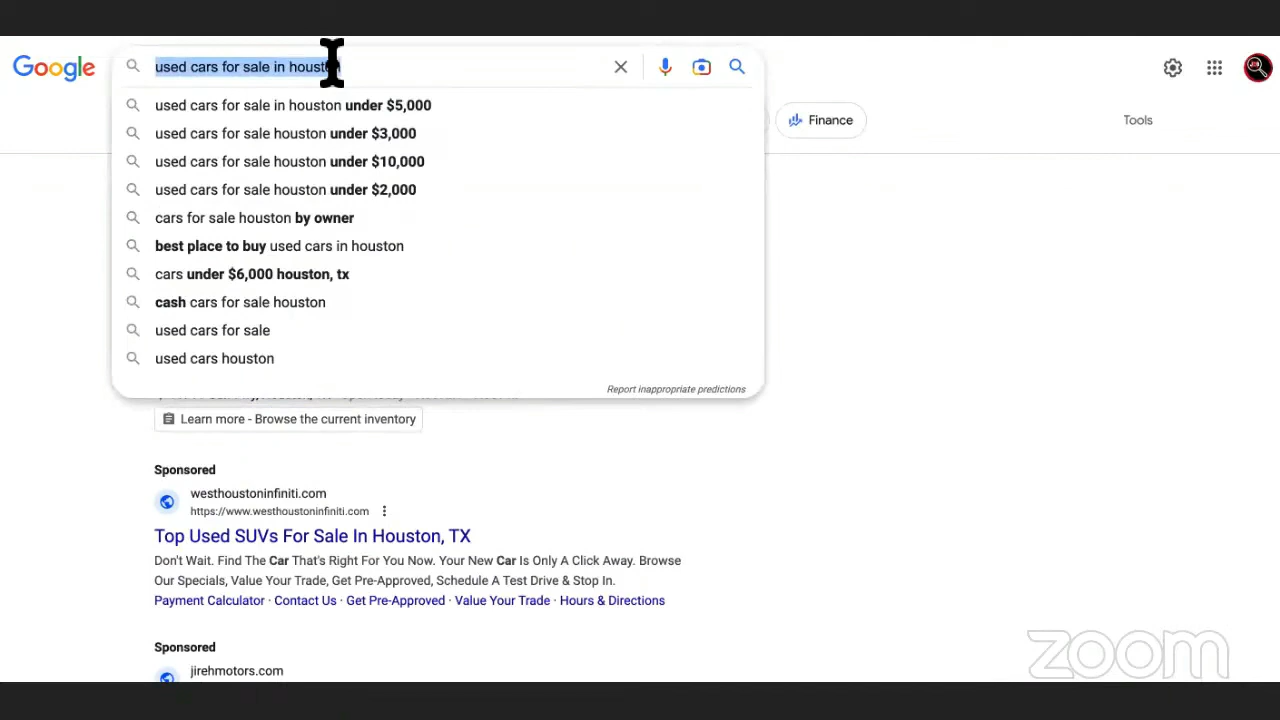 Google
used cars for sale in houston
used cars for sale in houston under $5,000
used cars for sale houston under $3,000
used cars for sale houston under $10,000
used cars for sale houston under $2,000
cars for sale houston by owner
best place to buy used cars in houston
cars under $6,000 houston, tx
cash cars for sale houston
used cars for sale
used cars houston
Report inappropriate predictions
Finance
Tools
Learn more - Browse the current inventory
Sponsored
westhoustoninfiniti.com
https://www.westhoustoninfiniti.com
Top Used SUVs For Sale In Houston, TX
Don't Wait. Find The Car That's Right For You Now. Your New Car Is Only A Click Away. Browse
Our Specials, Value Your Trade, Get Pre-Approved, Schedule A Test Drive & Stop In.
Payment Calculator · Contact Us · Get Pre-Approved · Value Your Trade · Hours & Directions
Sponsored
jirehmotors.com
zoom